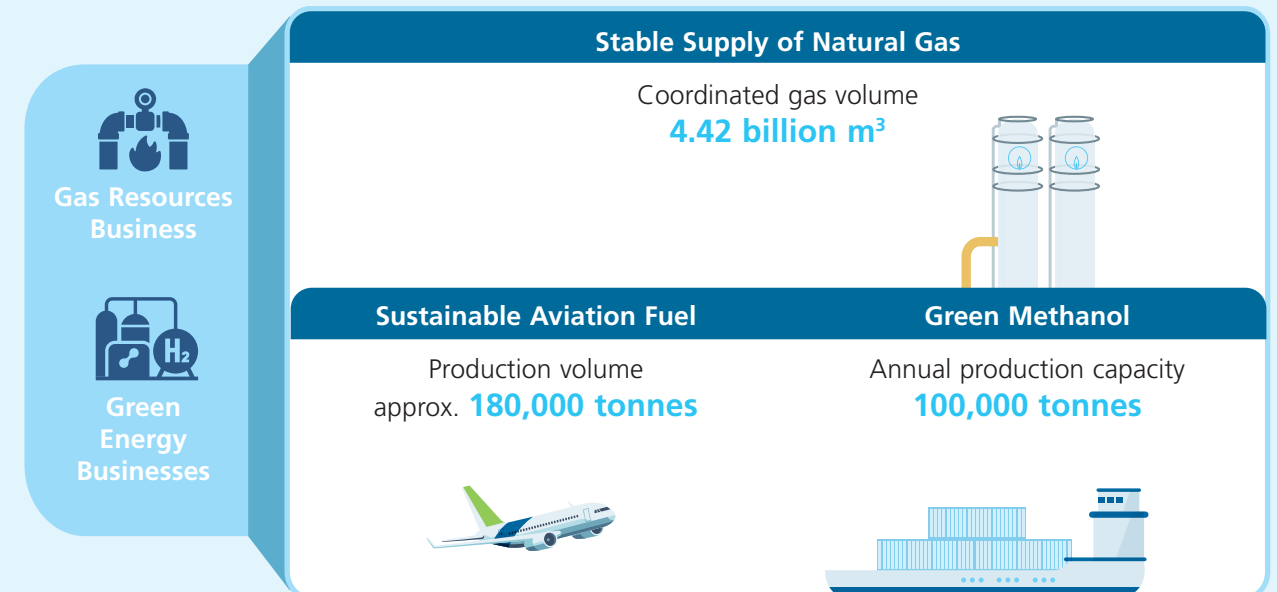 Gas Resources
Business
H₂
Green
Energy
Businesses
Stable Supply of Natural Gas
Coordinated gas volume
4.42 billion m³
Sustainable Aviation Fuel
Production volume
approx. 180,000 tonnes
Green Methanol
Annual production capacity
100,000 tonnes